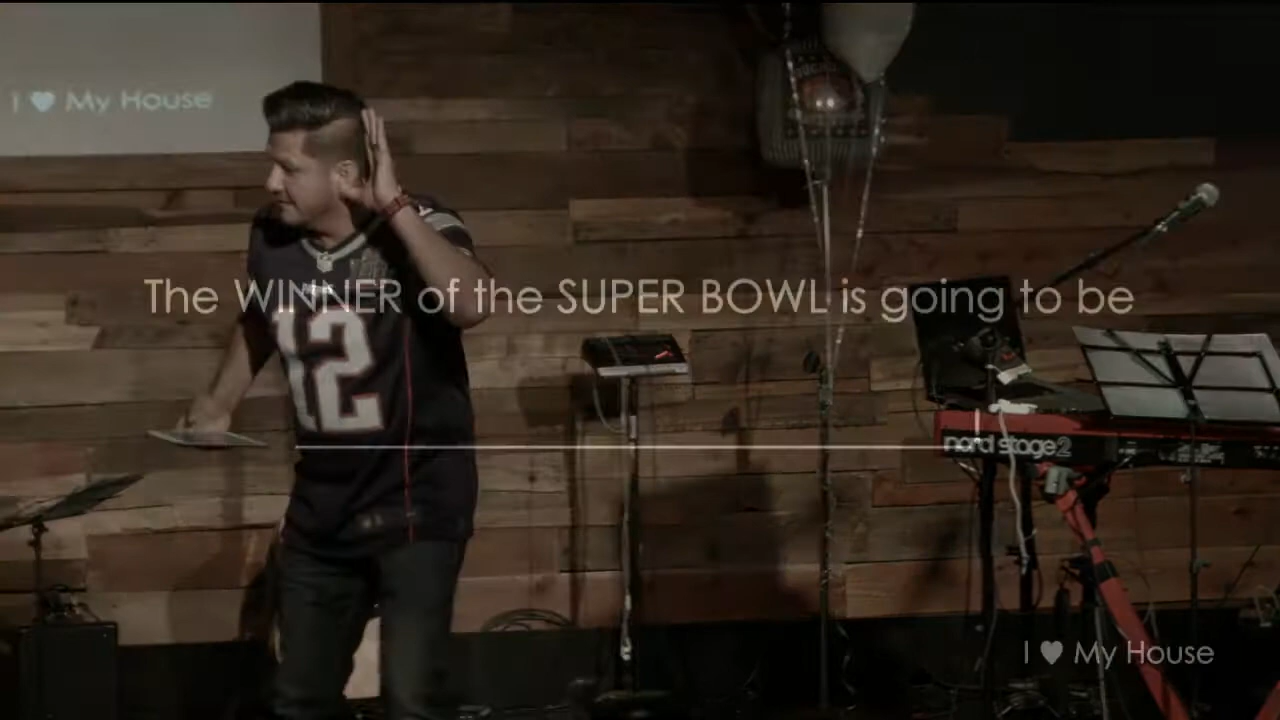 I ♥ My House
The WINNER of the SUPER BOWL is going to be
12
nord stage2
I ♥ My House